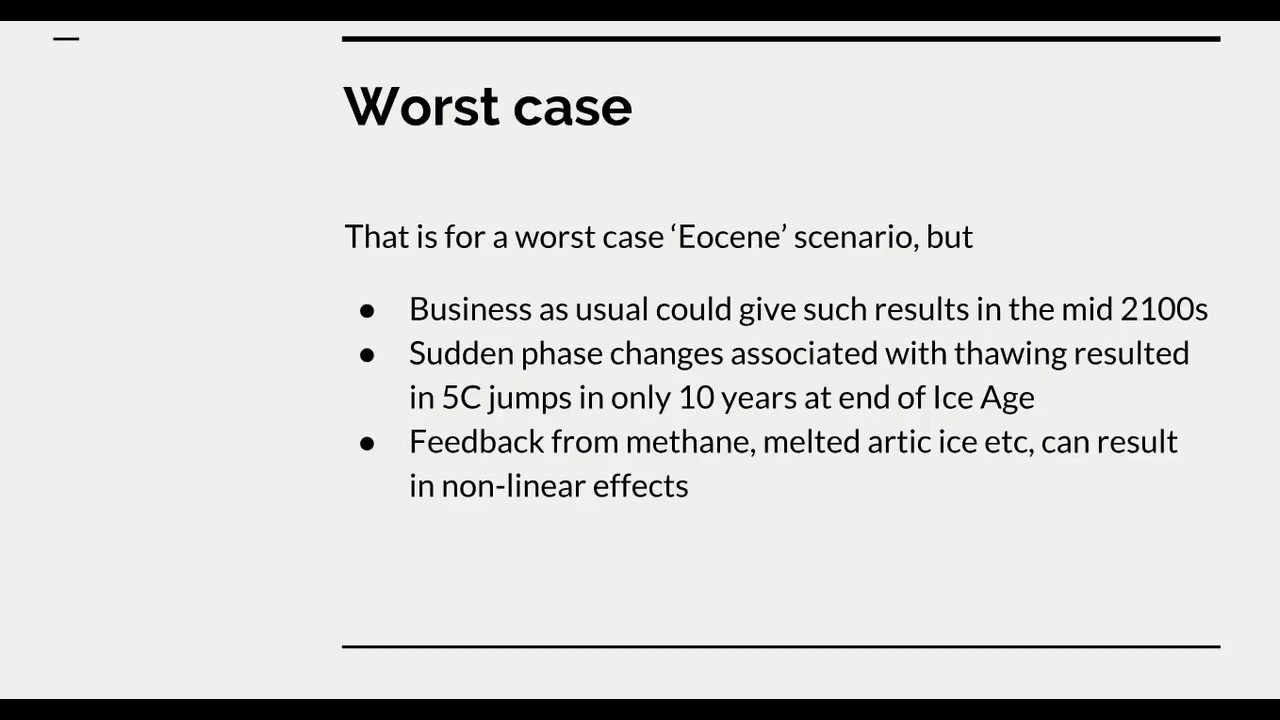 Worst case
That is for a worst case ‘Eocene’ scenario, but
● Business as usual could give such results in the mid 2100s
● Sudden phase changes associated with thawing resulted
in 5C jumps in only 10 years at end of Ice Age
● Feedback from methane, melted artic ice etc, can result
in non-linear effects